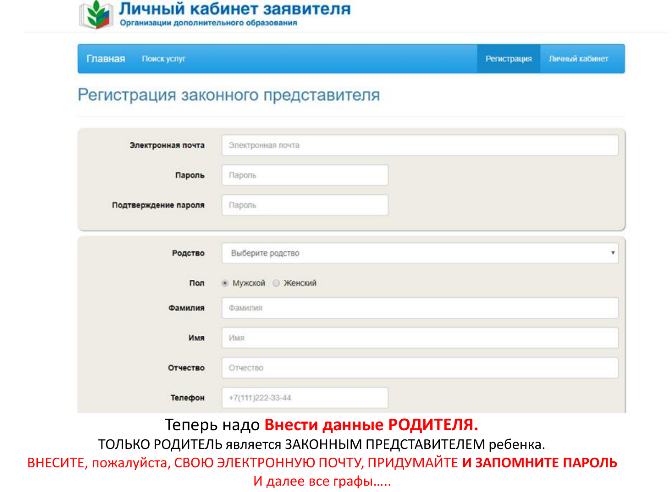 Личный кабинет заявителя
Организации дополнительного образования
Главная Поиск услуг Регистрация Личный кабинет
Регистрация законного представителя
Электронная почта Электронная почта
Пароль Пароль
Подтверждение пароля Пароль
Родство Выберите родство
Пол Мужской Женский
Фамилия Фамилия
Имя Имя
Отчество Отчество
Телефон +7(111)222-33-44
Теперь надо Внести данные РОДИТЕЛЯ.
ТОЛЬКО РОДИТЕЛЬ является ЗАКОННЫМ ПРЕДСТАВИТЕЛЕМ ребенка.
ВНЕСИТЕ, пожалуйста, СВОЮ ЭЛЕКТРОННУЮ ПОЧТУ, ПРИДУМАЙТЕ И ЗАПОМНИТЕ ПАРОЛЬ
И далее все графы…..